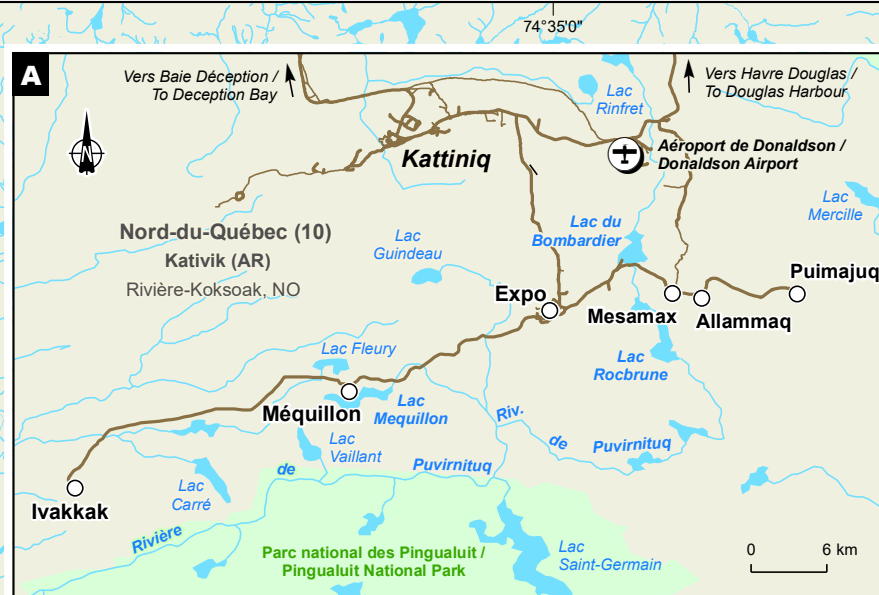 74°35'0"
A
Vers Baie Déception /
To Deception Bay
Vers Havre Douglas /
To Douglas Harbour
Lac
Rinfret
N
Kattiniq
Aéroport de Donaldson /
Donaldson Airport
Lac
Mercille
Nord-du-Québec (10)
Kativik (AR)
Rivière-Koksoak, NO
Lac
Guindeau
Lac du
Bombardier
Puimajuq
Expo
Mesamax
Allammaq
Lac Fleury
Lac
Rocbrune
Méquillon
Lac
Mequillon
Riv.
de
Puvirnituq
Lac
Vaillant
Lac
Carré
Ivakkak
Rivière
de
Puvirnituq
Parc national des Pingualuit /
Pingualuit National Park
Lac
Saint-Germain
0 6 km